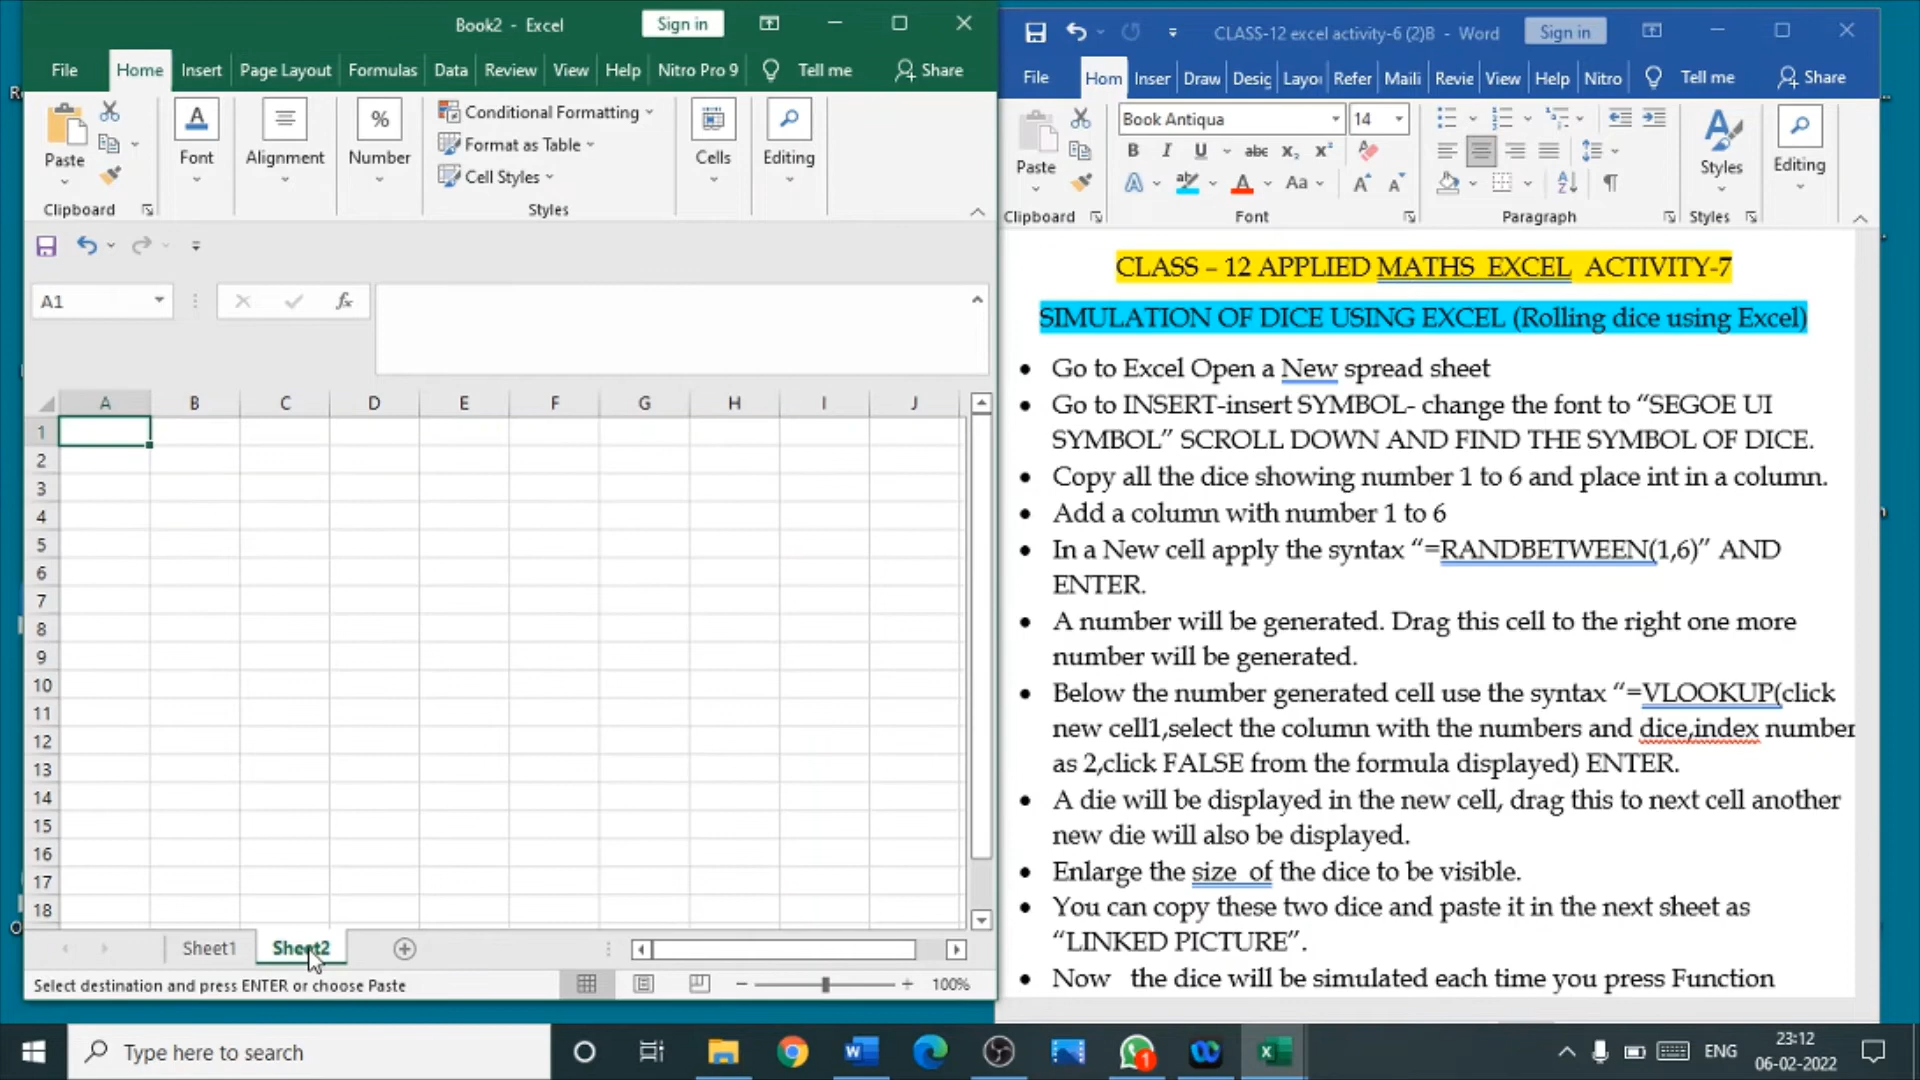 Book2 - Excel
Sign in
File Home Insert Page Layout Formulas Data Review View Help Nitro Pro 9 Tell me Share
Paste
Clipboard
Font
Alignment
%
Number
Conditional Formatting
Format as Table
Cell Styles
Styles
Cells
Editing
A1
fx
A B C D E F G H I J
1
2
3
4
5
6
7
8
9
10
11
12
13
14
15
16
17
18
Sheet1 Sheet2
Select destination and press ENTER or choose Paste
100%
CLASS-12 excel activity-6 (2)B - Word
Sign in
File Hom Inser Draw Desig Layo Refer Maili Revie View Help Nitro Tell me Share
Paste
Clipboard
Book Antiqua 14
B I U abc X₂ X²
A Aa A A
Font
Paragraph
Styles
Styles
Editing
CLASS – 12 APPLIED MATHS EXCEL ACTIVITY-7
SIMULATION OF DICE USING EXCEL (Rolling dice using Excel)
• Go to Excel Open a New spread sheet
• Go to INSERT-insert SYMBOL- change the font to “SEGOE UI
SYMBOL” SCROLL DOWN AND FIND THE SYMBOL OF DICE.
• Copy all the dice showing number 1 to 6 and place int in a column.
• Add a column with number 1 to 6
• In a New cell apply the syntax “=RANDBETWEEN(1,6)” AND
ENTER.
• A number will be generated. Drag this cell to the right one more
number will be generated.
• Below the number generated cell use the syntax “=VLOOKUP(click
new cell1,select the column with the numbers and dice,index number
as 2,click FALSE from the formula displayed) ENTER.
• A die will be displayed in the new cell, drag this to next cell another
new die will also be displayed.
• Enlarge the size of the dice to be visible.
• You can copy these two dice and paste it in the next sheet as
“LINKED PICTURE”.
• Now the dice will be simulated each time you press Function
Type here to search
1
ENG
23:12
06-02-2022